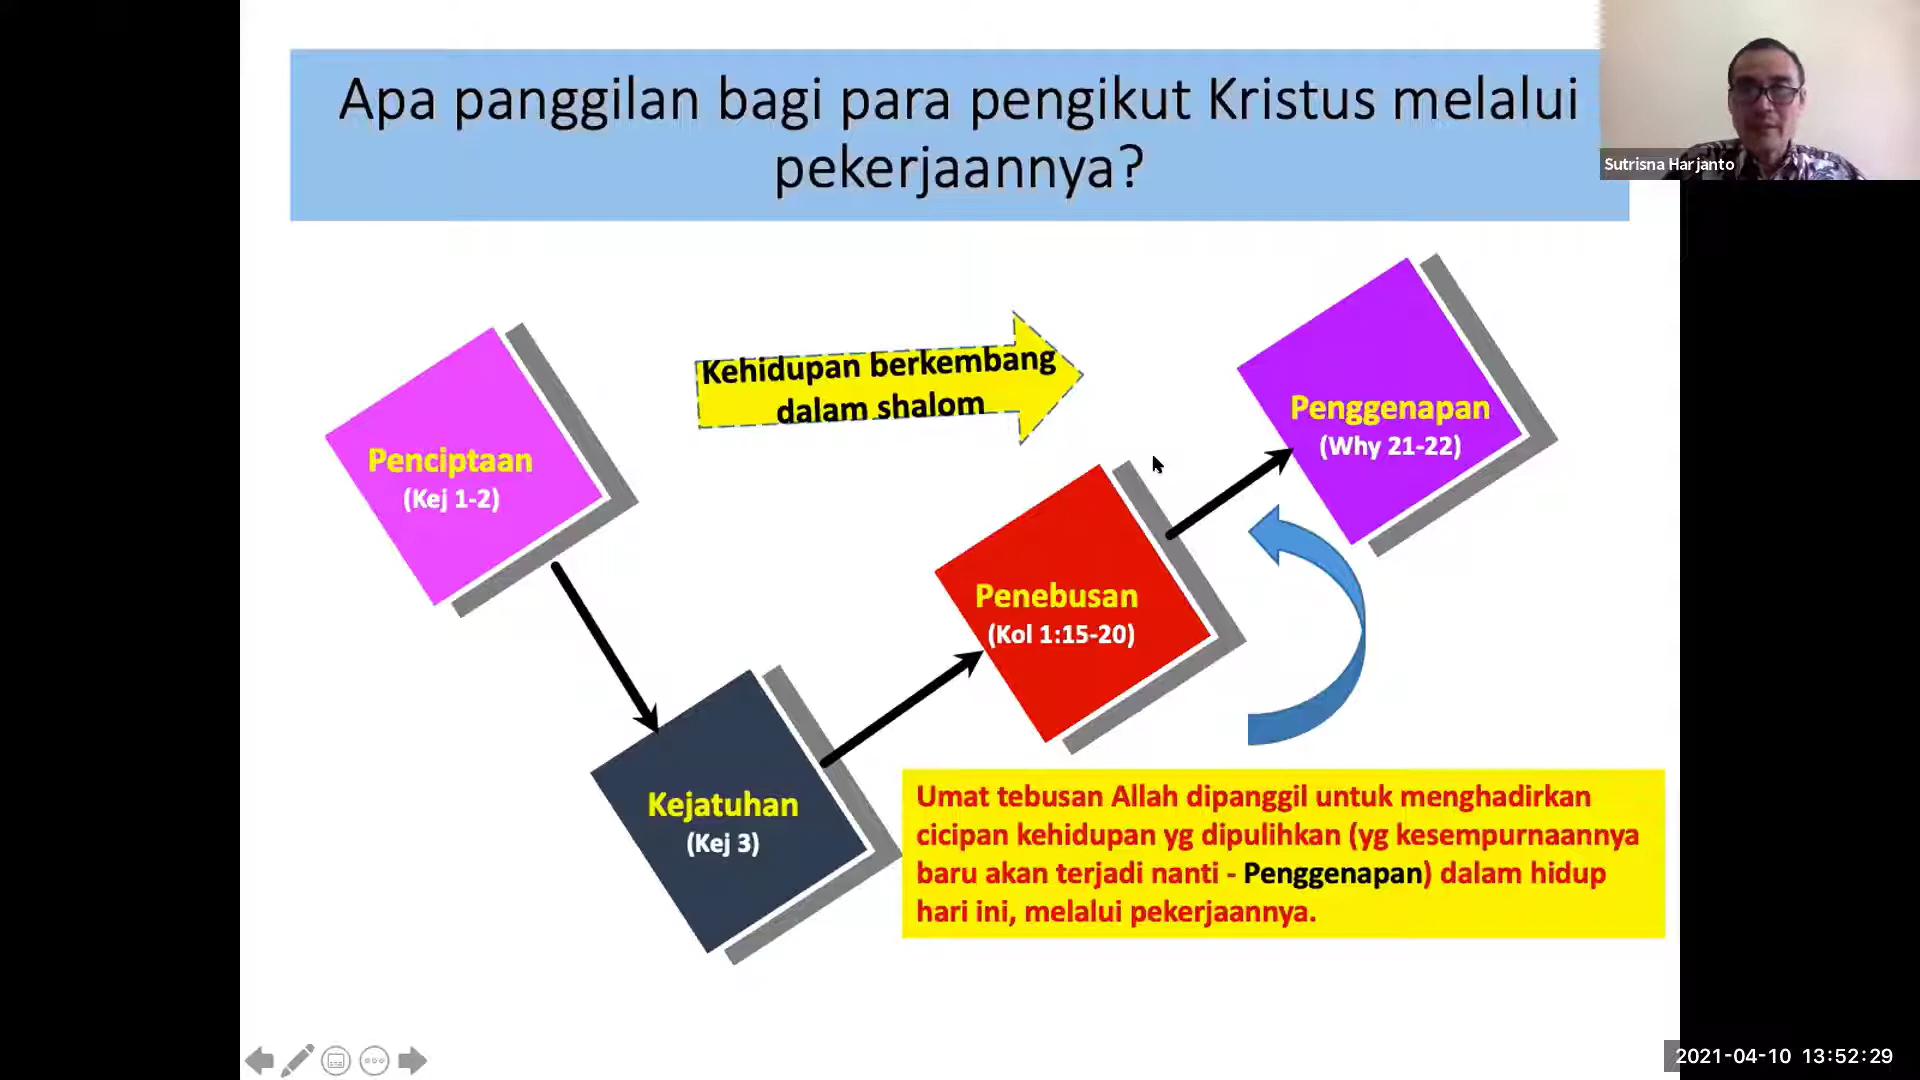 Apa panggilan bagi para pengikut Kristus melalui
pekerjaannya?
Sutrisna Harjanto
Kehidupan berkembang
dalam shalom
Penciptaan
(Kej 1-2)
Penggenapan
(Why 21-22)
Penebusan
(Kol 1:15-20)
Kejatuhan
(Kej 3)
Umat tebusan Allah dipanggil untuk menghadirkan
cicipan kehidupan yg dipulihkan (yg kesempurnaannya
baru akan terjadi nanti - Penggenapan) dalam hidup
hari ini, melalui pekerjaannya.
2021-04-10 13:52:29